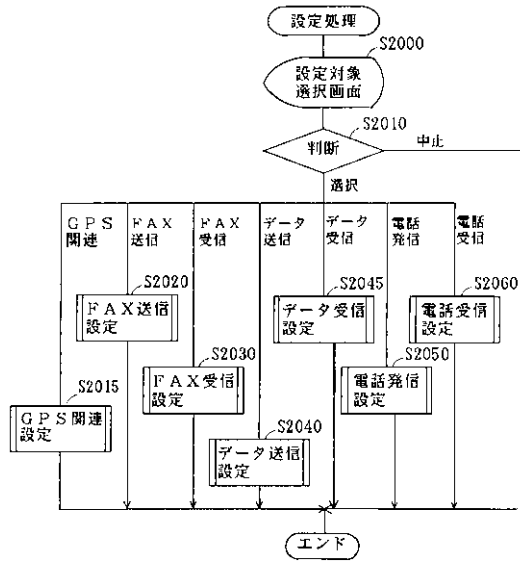 設定処理
S2000
設定対象
選択画面
S2010
判断
中止
選択
GPS
関連
FAX
送信
FAX
受信
データ
送信
データ
受信
電話
発信
電話
受信
S2020
FAX送信
設定
S2045
データ受信
設定
S2060
電話受信
設定
S2030
FAX受信
設定
S2050
電話発信
設定
S2015
GPS関連
設定
S2040
データ送信
設定
エンド